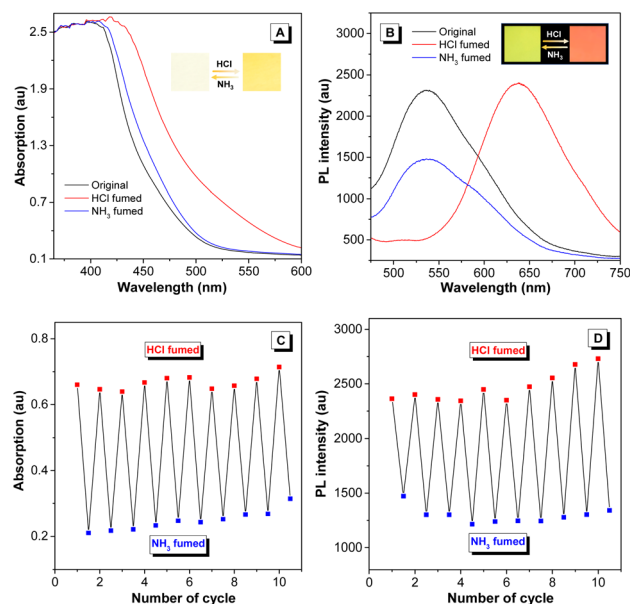 A
HCl
NH3
Original
HCl fumed
NH3 fumed
Absorption (au)
2.5
1.9
1.3
0.7
0.1
400
450
500
550
600
Wavelength (nm)
B
HCl
NH3
Original
HCl fumed
NH3 fumed
PL intensity (au)
3000
2500
2000
1500
1000
500
500
550
600
650
700
750
Wavelength (nm)
C
HCl fumed
NH3 fumed
Absorption (au)
0.8
0.6
0.4
0.2
0
2
4
6
8
10
Number of cycle
D
HCl fumed
NH3 fumed
PL intensity (au)
3000
2500
2000
1500
1000
0
2
4
6
8
10
Number of cycle